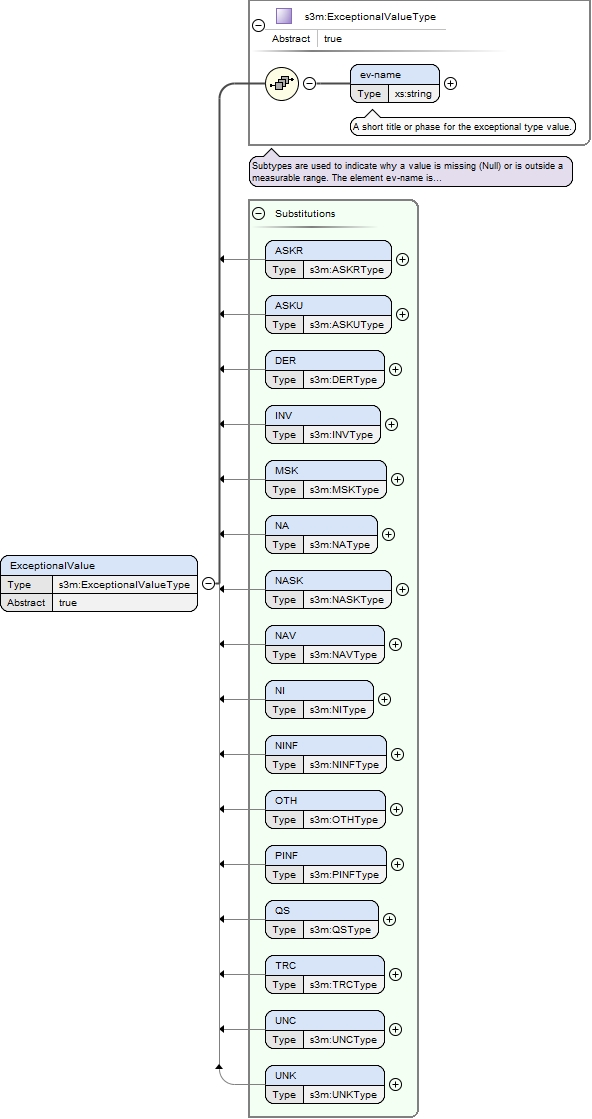 s3m:ExceptionalValueType
Abstract true
ev-name
Type xs:string
A short title or phase for the exceptional type value.
Subtypes are used to indicate why a value is missing (Null) or is outside a
measurable range. The element ev-name is...
Substitutions
ASKR
Type s3m:ASKRType
ASKU
Type s3m:ASKUType
DER
Type s3m:DERType
INV
Type s3m:INVType
MSK
Type s3m:MSKType
NA
Type s3m:NAType
ExceptionalValue
Type s3m:ExceptionalValueType
Abstract true
NASK
Type s3m:NASKType
NAV
Type s3m:NAVType
NI
Type s3m:NIType
NINF
Type s3m:NINFType
OTH
Type s3m:OTHType
PINF
Type s3m:PINFType
QS
Type s3m:QSType
TRC
Type s3m:TRCType
UNC
Type s3m:UNCType
UNK
Type s3m:UNKType